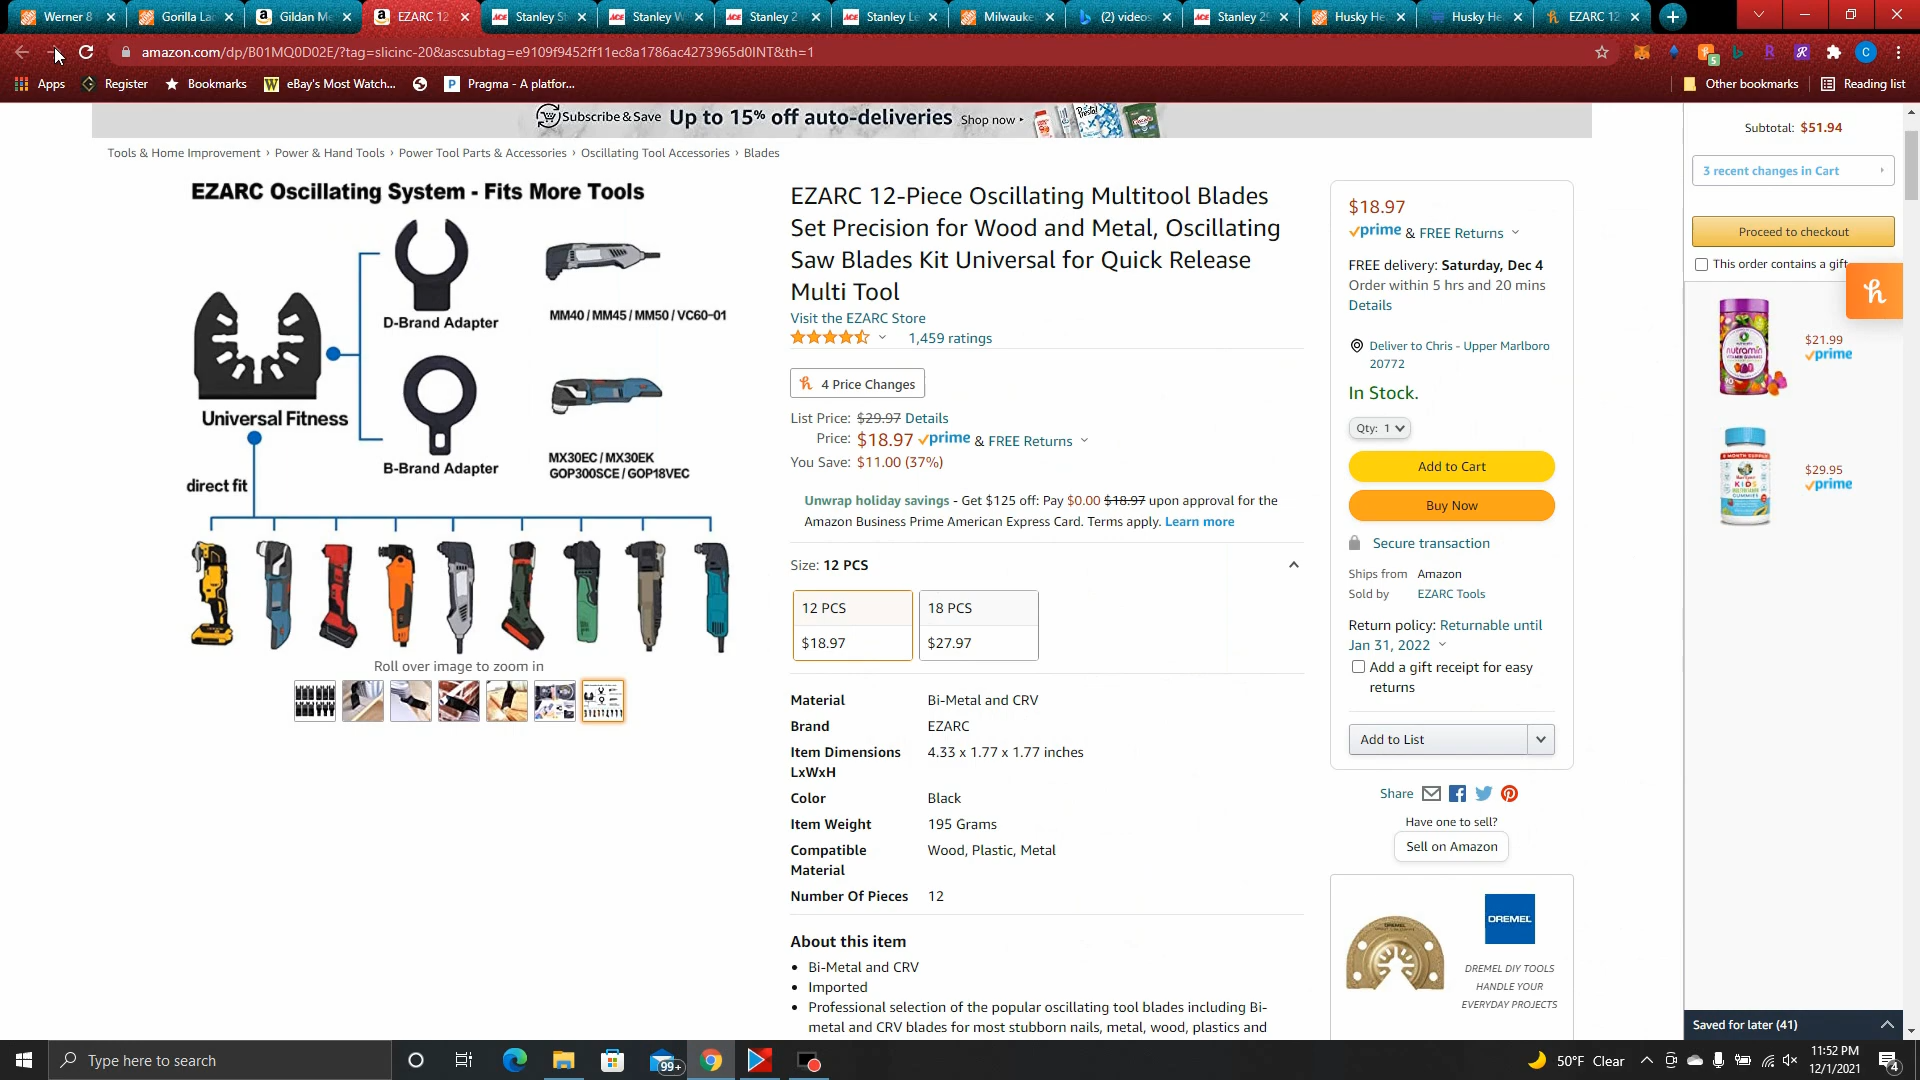 Werner 8
Gorilla La
Gildan Me
EZARC 12
Stanley St
Stanley W
Stanley 2
Stanley Le
Milwauke
(2) videos
Stanley 25
Husky He
Husky He
EZARC 12
amazon.com/dp/B01MQ0D02E/?tag=slicinc-20&ascsubtag=e9109f9452ff11ec8a1786ac4273965d0INT&th=1
Apps
Register
Bookmarks
eBay's Most Watch...
Pragma - A platfor...
Other bookmarks
Reading list
Subscribe & Save Up to 15% off auto-deliveries Shop now
Tools & Home Improvement › Power & Hand Tools › Power Tool Parts & Accessories › Oscillating Tool Accessories › Blades
EZARC Oscillating System - Fits More Tools
D-Brand Adapter
MM40 / MM45 / MM50 / VC60-01
Universal Fitness
B-Brand Adapter
MX30EC / MX30EK
GOP300SCE / GOP18VEC
direct fit
Roll over image to zoom in
EZARC 12-Piece Oscillating Multitool Blades
Set Precision for Wood and Metal, Oscillating
Saw Blades Kit Universal for Quick Release
Multi Tool
Visit the EZARC Store
1,459 ratings
4 Price Changes
List Price: $29.97 Details
Price: $18.97 prime & FREE Returns
You Save: $11.00 (37%)
Unwrap holiday savings - Get $125 off: Pay $0.00 $18.97 upon approval for the
Amazon Business Prime American Express Card. Terms apply. Learn more
Size: 12 PCS
12 PCS
$18.97
18 PCS
$27.97
Material Bi-Metal and CRV
Brand EZARC
Item Dimensions 4.33 x 1.77 x 1.77 inches
LxWxH
Color Black
Item Weight 195 Grams
Compatible Wood, Plastic, Metal
Material
Number Of Pieces 12
About this item
• Bi-Metal and CRV
• Imported
• Professional selection of the popular oscillating tool blades including Bi-
metal and CRV blades for most stubborn nails, metal, wood, plastics and
$18.97
prime & FREE Returns
FREE delivery: Saturday, Dec 4
Order within 5 hrs and 20 mins
Details
Deliver to Chris - Upper Marlboro
20772
In Stock.
Qty: 1
Add to Cart
Buy Now
Secure transaction
Ships from Amazon
Sold by EZARC Tools
Return policy: Returnable until
Jan 31, 2022
Add a gift receipt for easy
returns
Add to List
Share
Have one to sell?
Sell on Amazon
DREMEL
DREMEL DIY TOOLS
HANDLE YOUR
EVERYDAY PROJECTS
Subtotal: $51.94
3 recent changes in Cart
Proceed to checkout
This order contains a gift
nutramin
$21.99
prime
KIDS
$29.95
prime
Saved for later (41)
Type here to search
99+
50°F Clear
11:52 PM
12/1/2021
4